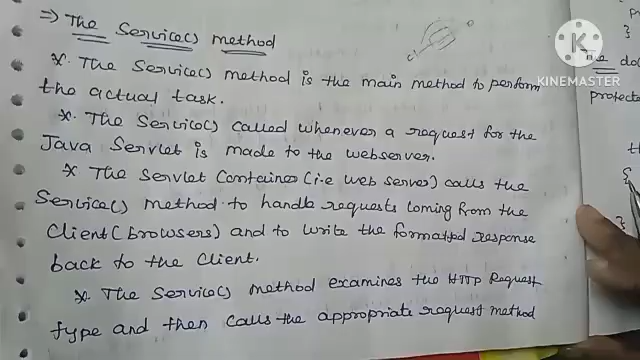 ⇒ The Service() method
* The Service() method is the main method to perform
the actual task.
* The Service() called whenever a request for the
Java Servlet is made to the webserver.
* The Servlet Container (i.e web server) calls the
Service() method to handle requests coming from the
Client (browsers) and to write the formatted response
back to the Client.
* The Service() method examines the HTTP Request
type and then calls the appropriate request method
}
The do
protecte
th
{
}
KINEMASTER